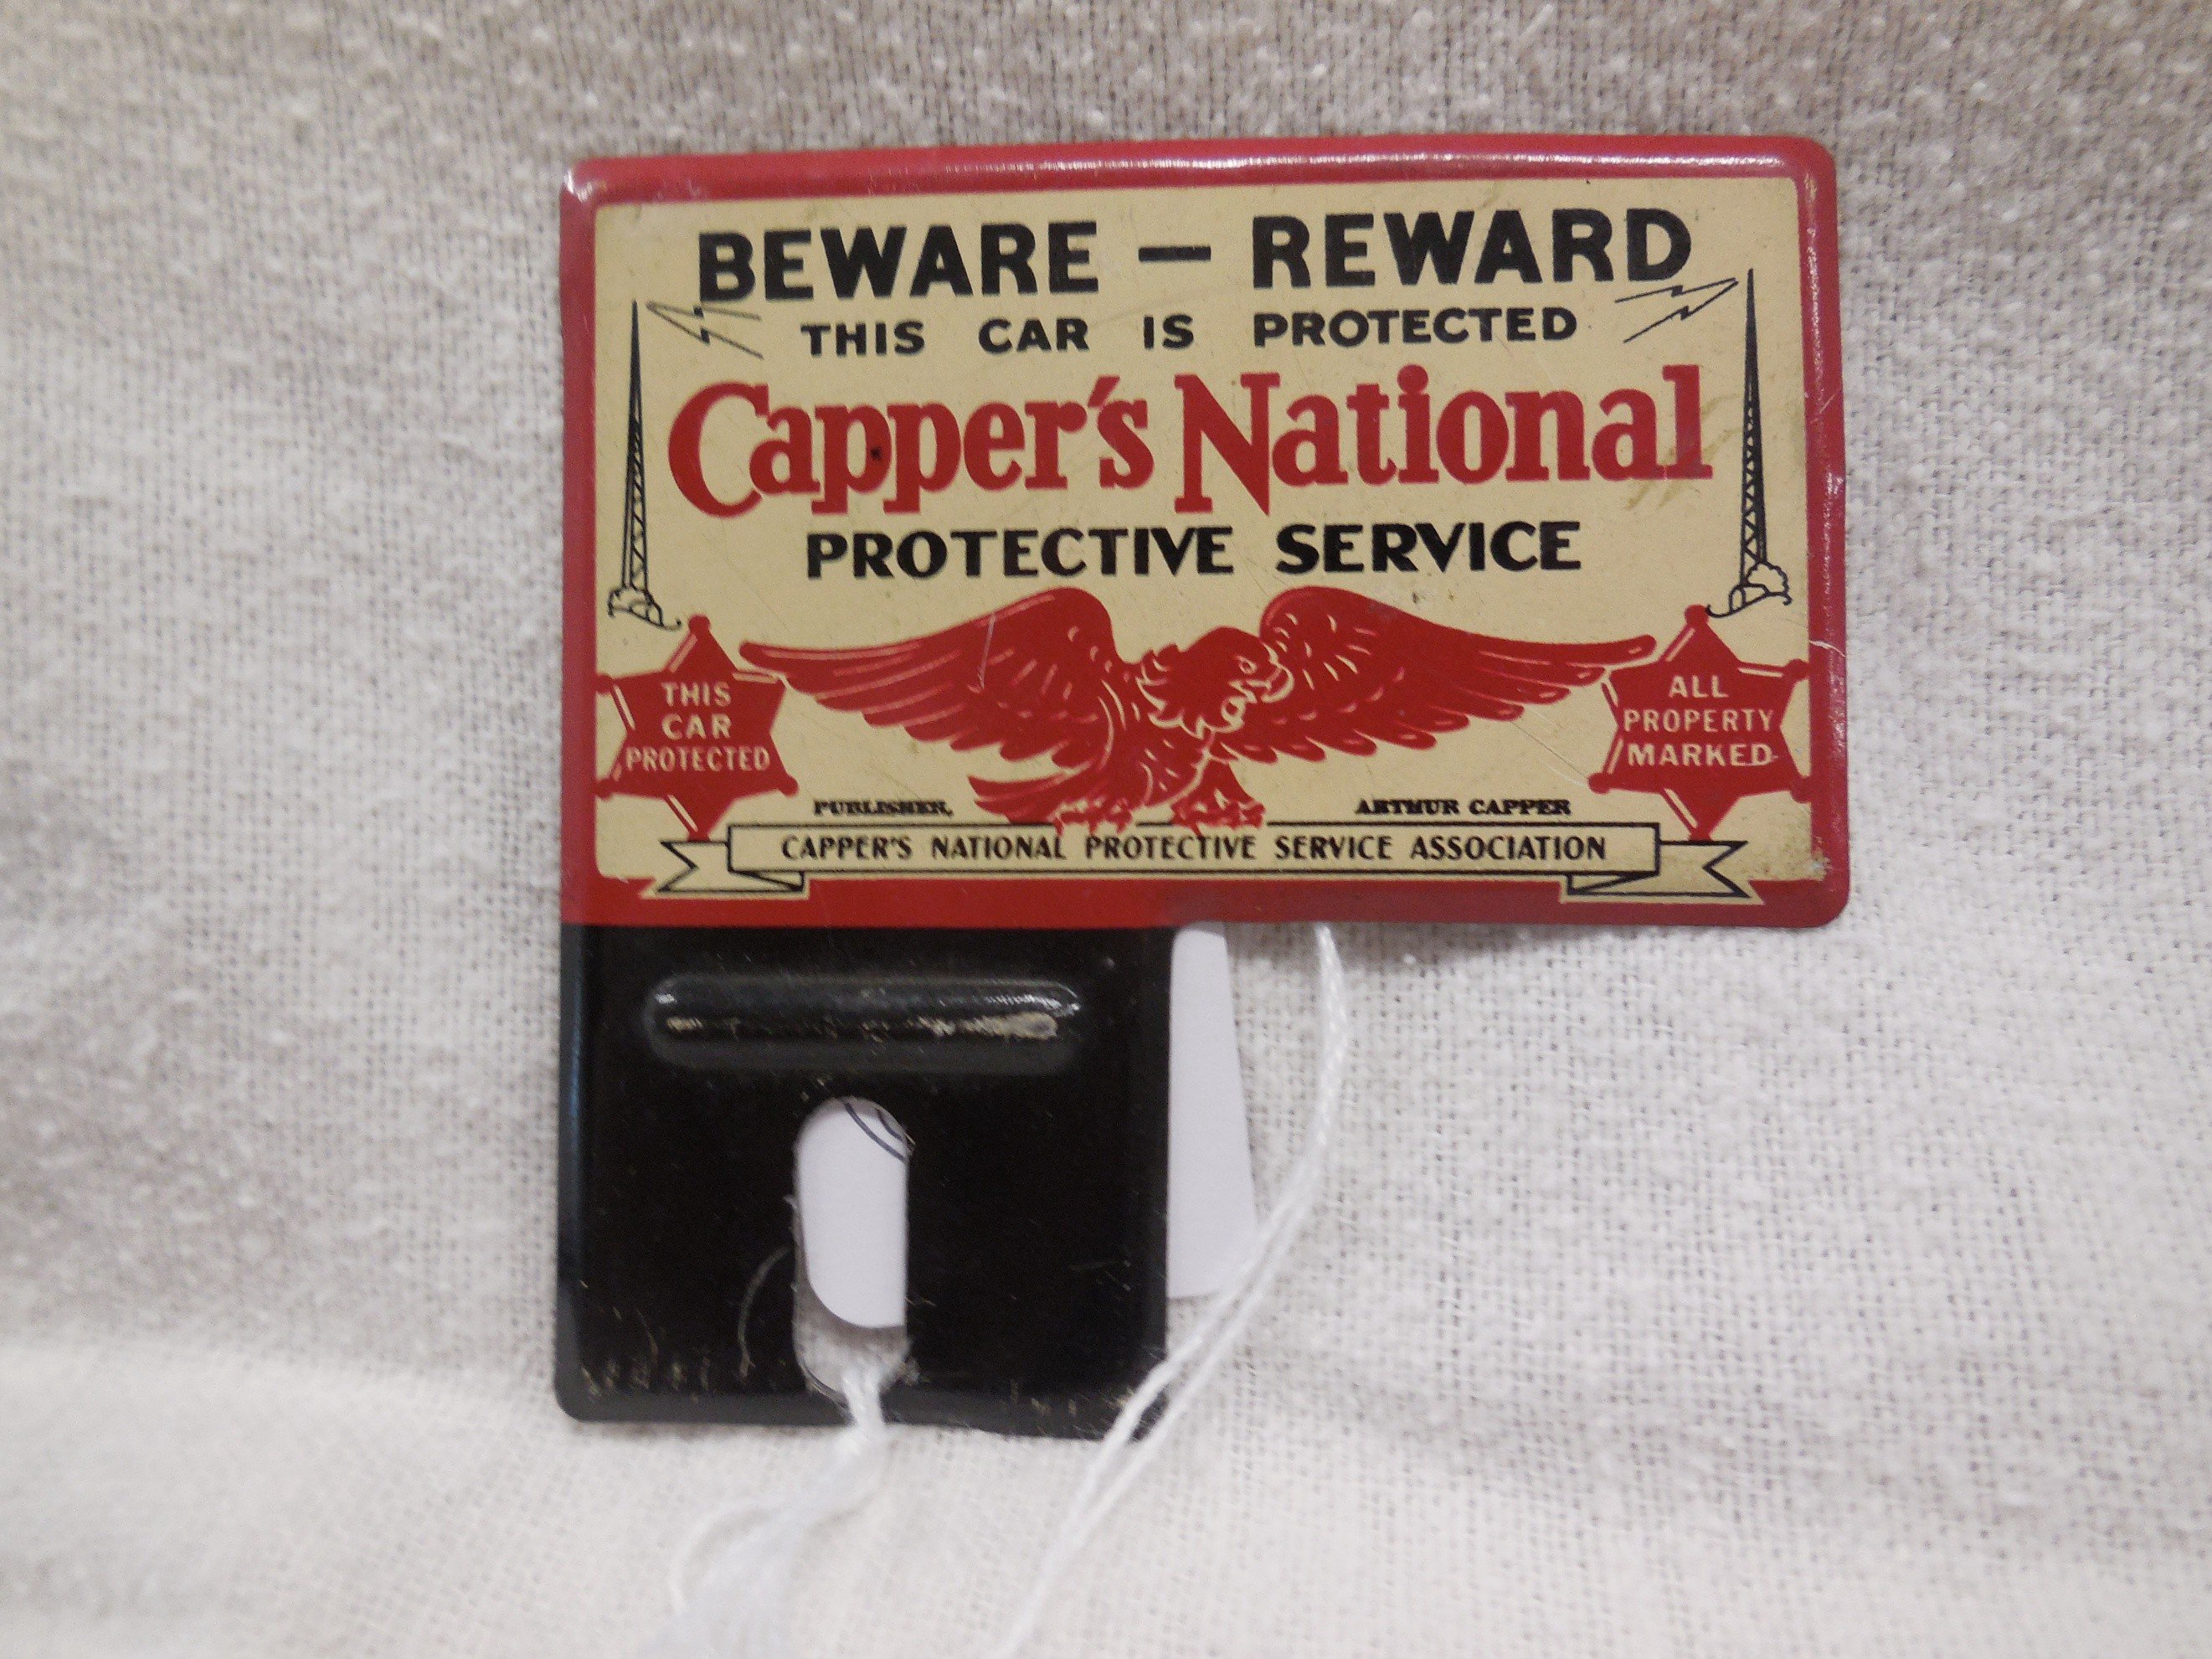 BEWARE — REWARD
THIS CAR IS PROTECTED
Capper's National
PROTECTIVE SERVICE
THIS
CAR
PROTECTED
ALL
PROPERTY
MARKED
PUBLISHER, ARTHUR CAPPER
CAPPER'S NATIONAL PROTECTIVE SERVICE ASSOCIATION